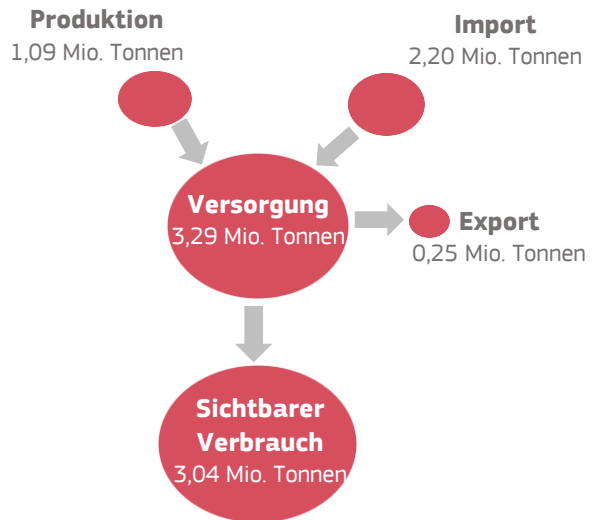 Produktion
1,09 Mio. Tonnen
Import
2,20 Mio. Tonnen
Versorgung
3,29 Mio. Tonnen
Export
0,25 Mio. Tonnen
Sichtbarer
Verbrauch
3,04 Mio. Tonnen